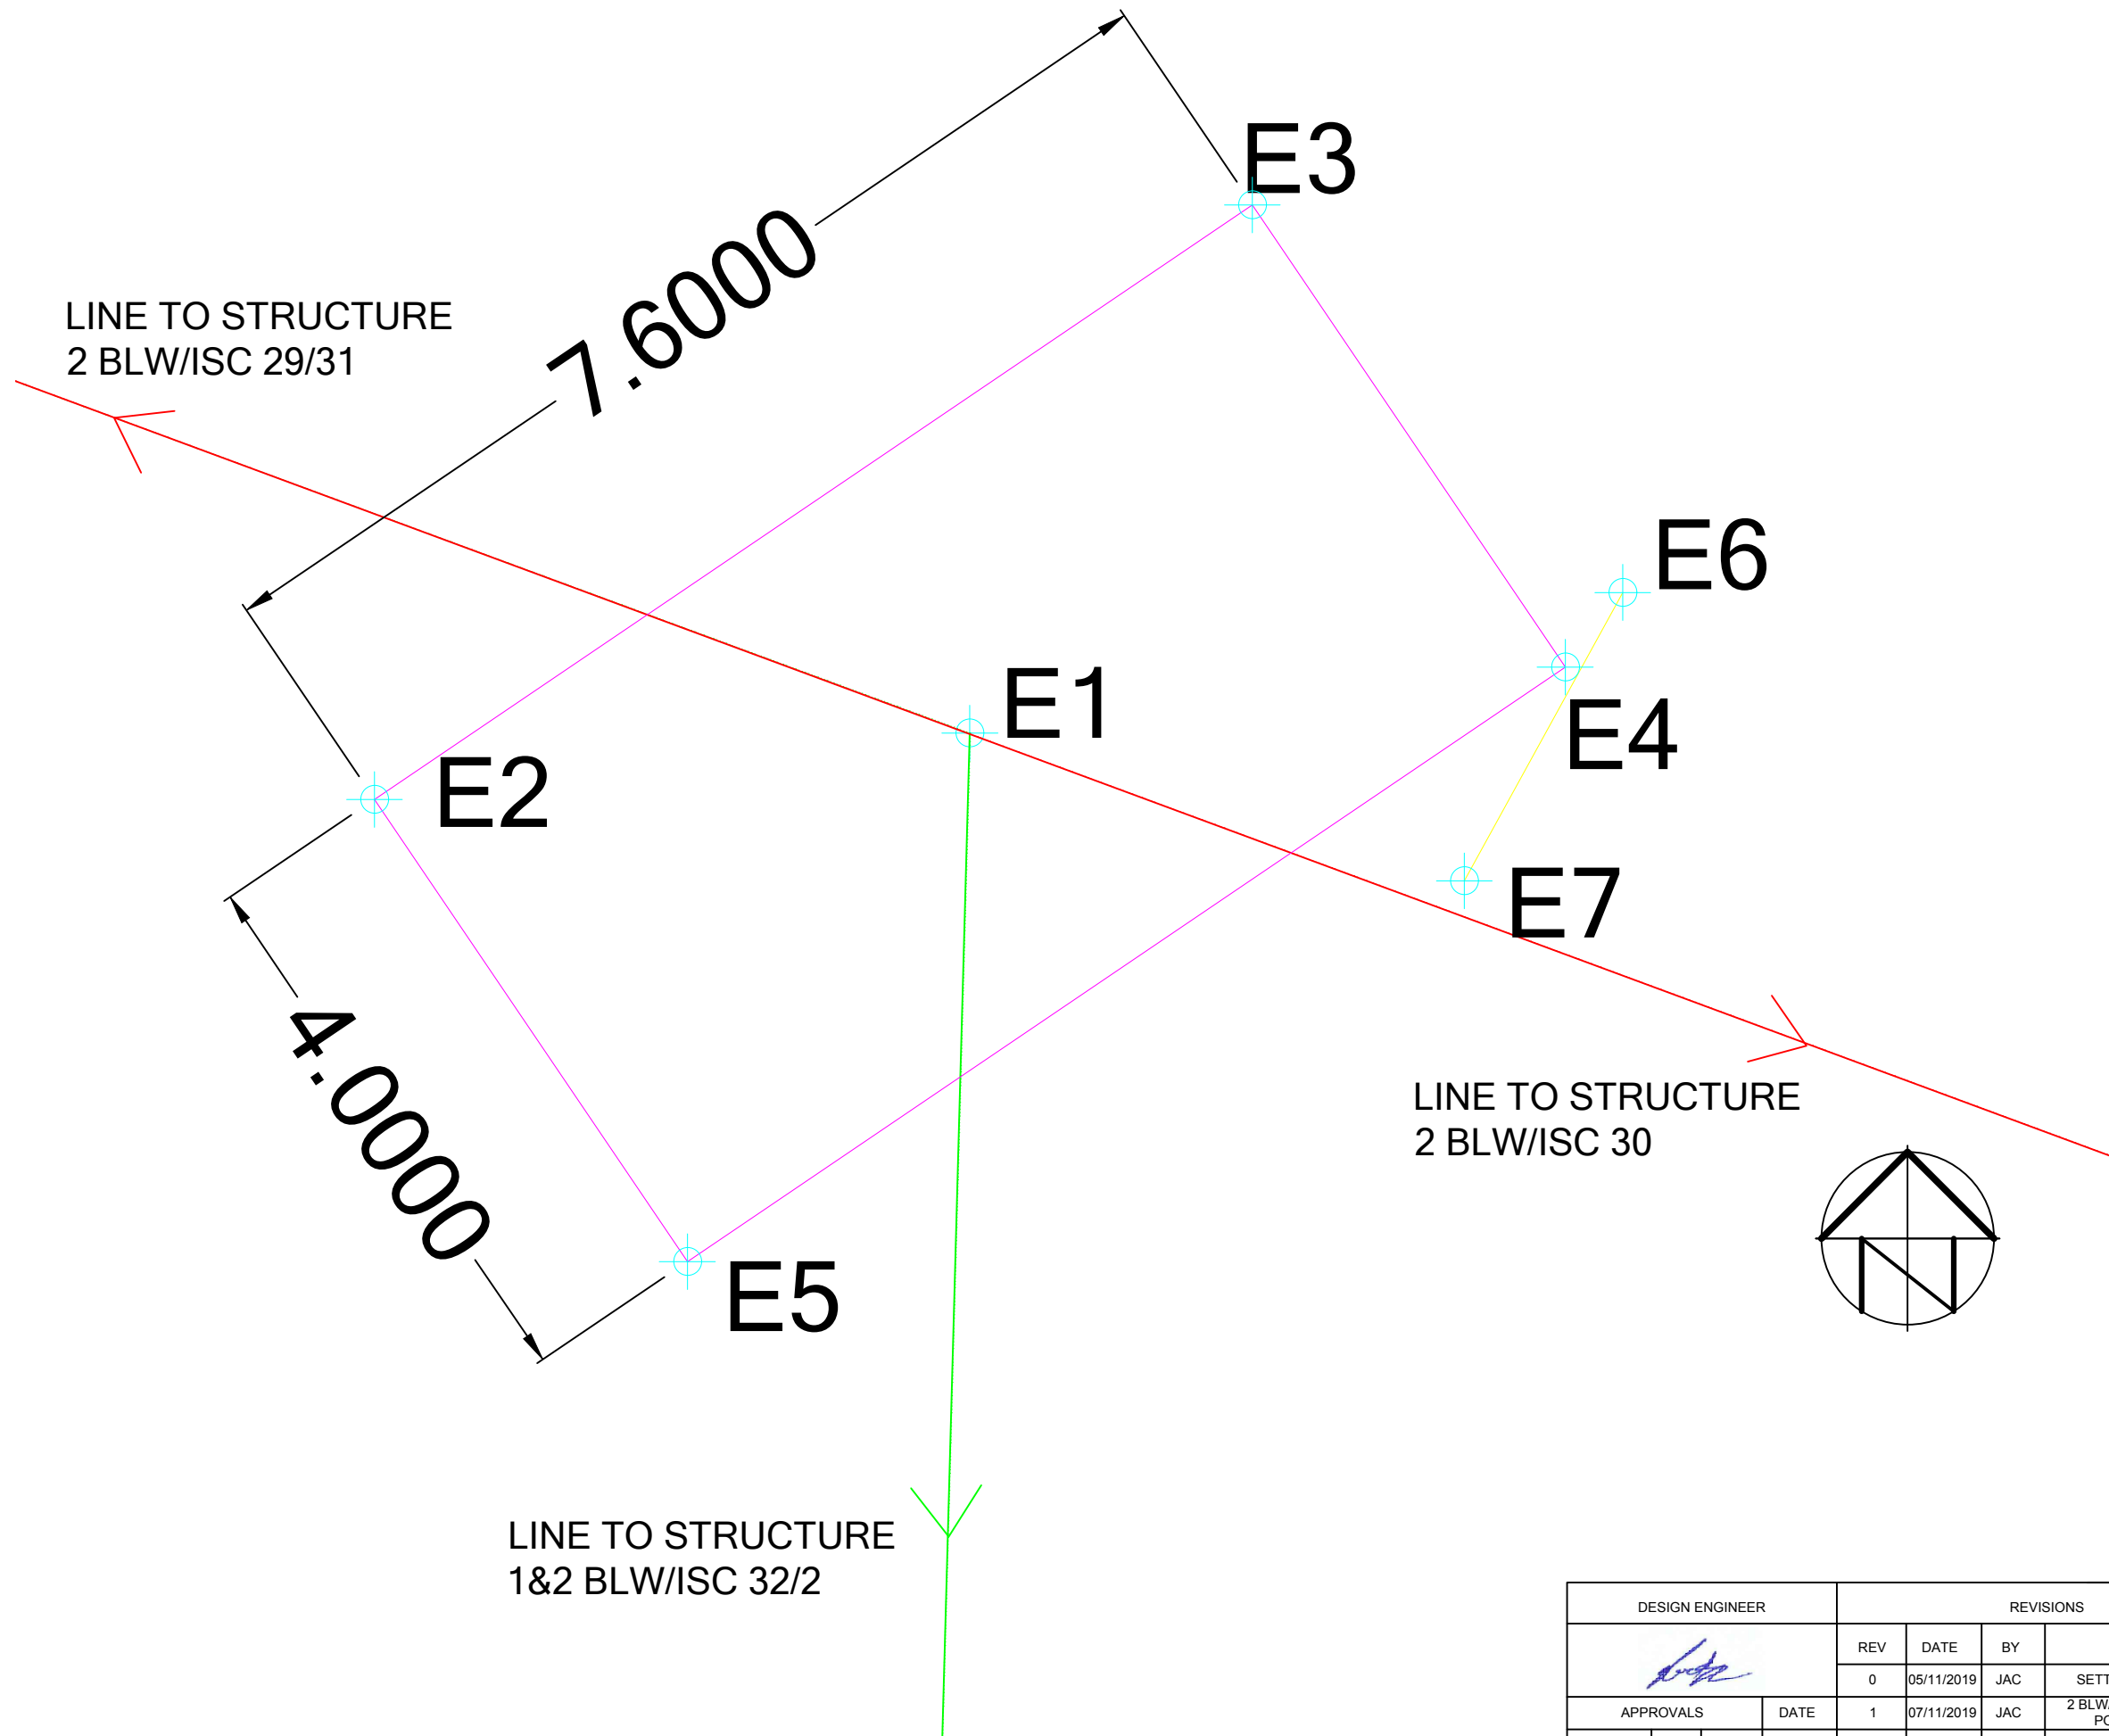 E3
7.6000
LINE TO STRUCTURE
2 BLW/ISC 29/31
E6
E1
E4
E2
E7
4.0000
LINE TO STRUCTURE
2 BLW/ISC 30
N
E5
LINE TO STRUCTURE
1&2 BLW/ISC 32/2
DESIGN ENGINEER
REVISIONS
REV DATE BY
0 05/11/2019 JAC
APPROVALS DATE 1 07/11/2019 JAC